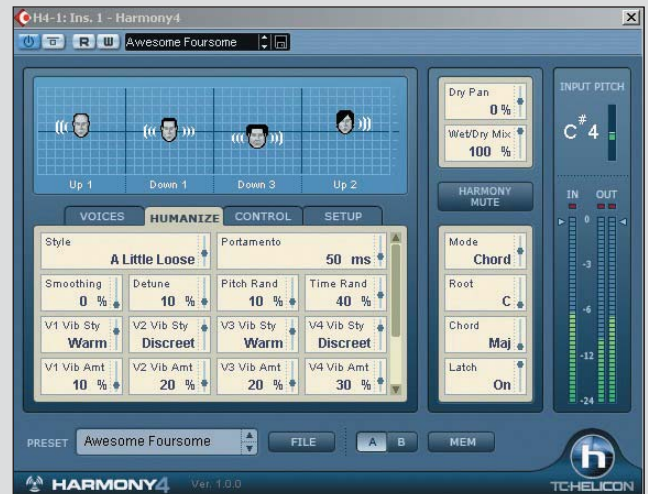 H4-1: Ins. 1 - Harmony4
R W Awesome Foursome
Up 1 Down 1 Down 3 Up 2
VOICES HUMANIZE CONTROL SETUP
Style
A Little Loose
Portamento
50 ms
Smoothing
0 %
Detune
10 %
Pitch Rand
10 %
Time Rand
40 %
V1 Vib Sty
Warm
V2 Vib Sty
Discreet
V3 Vib Sty
Warm
V4 Vib Sty
Discreet
V1 Vib Amt
10 %
V2 Vib Amt
20 %
V3 Vib Amt
20 %
V4 Vib Amt
30 %
Dry Pan
0 %
Wet/Dry Mix
100 %
HARMONY
MUTE
Mode
Chord
Root
C
Chord
Maj
Latch
On
INPUT PITCH
C#4
IN OUT
0
-3
-6
-12
-24
PRESET Awesome Foursome FILE A B MEM
HARMONY4 Ver. 1.0.0
h
TC·HELICON